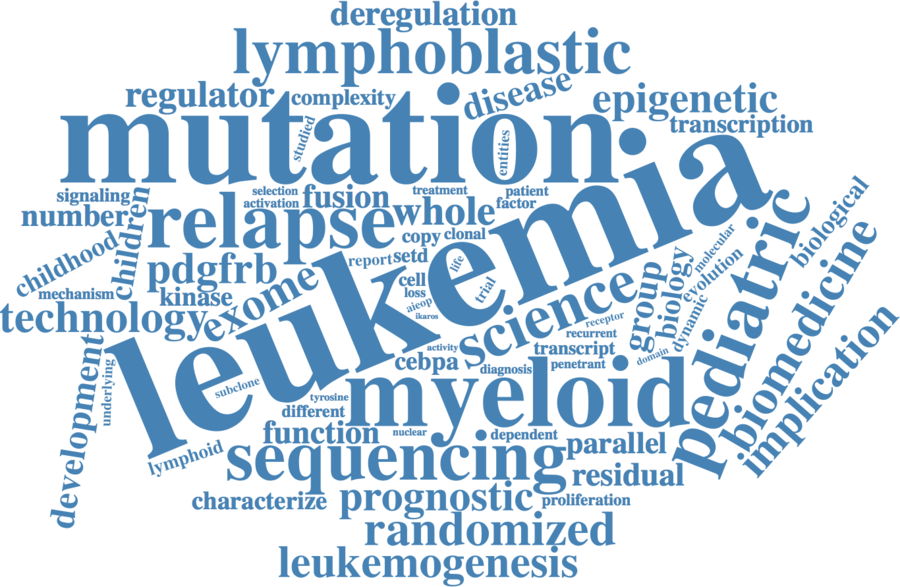 deregulation
lymphoblastic
regulator
complexity
disease
epigenetic
mutation
studied
entities
transcription
signaling
number
children
selection
activation
fusion
treatment
patient
factor
relapse
whole
leukemia
copy
clonal
childhood
mechanism
pdgfrb
kinase
report
setd
cell
loss
aieop
ikaros
life
trial
technology
exome
science
receptor
recurrent
group
biology
domain
molecular
evolution
dynamic
pediatric
biological
biomedicine
implication
development
underlying
subclone
activity
cebpa
diagnosis
transcript
penetrant
tyrosine
different
myeloid
function
nuclear
dependent
parallel
lymphoid
sequencing
residual
characterize
prognostic
proliferation
randomized
leukemogenesis